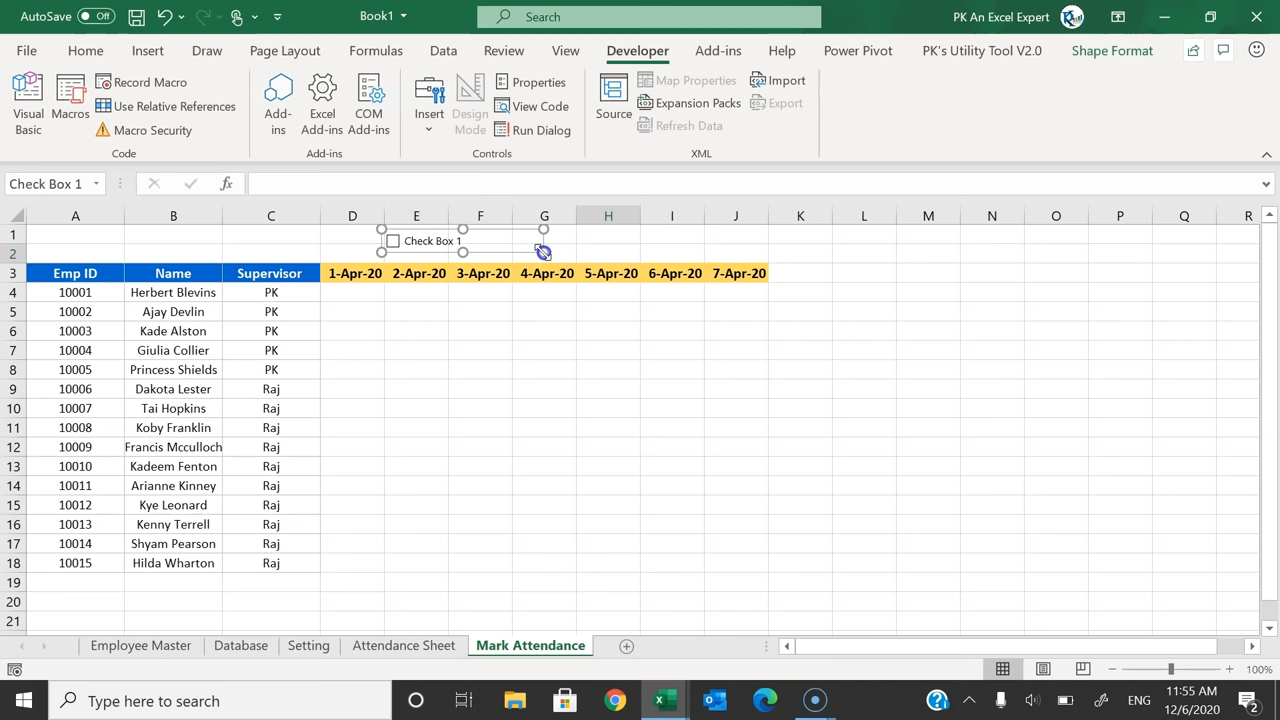 AutoSave Off Book1 Search PK An Excel Expert
File Home Insert Draw Page Layout Formulas Data Review View Developer Add-ins Help Power Pivot PK's Utility Tool V2.0 Shape Format
Visual Basic
Macros
Record Macro
Use Relative References
Macro Security
Code
Add-ins
Excel Add-ins
COM Add-ins
Add-ins
Insert
Design Mode
Properties
View Code
Run Dialog
Controls
Source
Map Properties
Expansion Packs
Refresh Data
Import
Export
XML
Check Box 1 fx
A B C D E F G H I J K L M N O P Q R
1 Check Box 1
2
3 Emp ID Name Supervisor 1-Apr-20 2-Apr-20 3-Apr-20 4-Apr-20 5-Apr-20 6-Apr-20 7-Apr-20
4 10001 Herbert Blevins PK
5 10002 Ajay Devlin PK
6 10003 Kade Alston PK
7 10004 Giulia Collier PK
8 10005 Princess Shields PK
9 10006 Dakota Lester Raj
10 10007 Tai Hopkins Raj
11 10008 Koby Franklin Raj
12 10009 Francis Mcculloch Raj
13 10010 Kadeem Fenton Raj
14 10011 Arianne Kinney Raj
15 10012 Kye Leonard Raj
16 10013 Kenny Terrell Raj
17 10014 Shyam Pearson Raj
18 10015 Hilda Wharton Raj
19
20
21
Employee Master Database Setting Attendance Sheet Mark Attendance
100%
Type here to search ENG 11:55 AM
12/6/2020 2